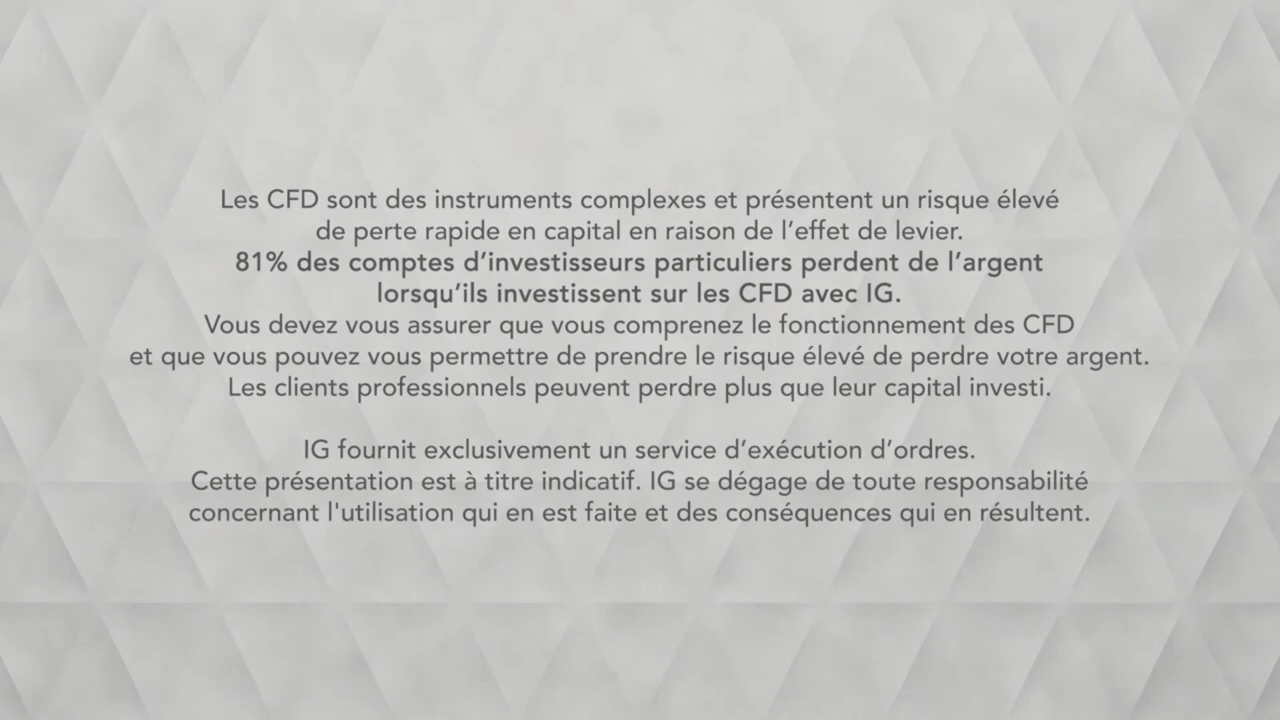 Les CFD sont des instruments complexes et présentent un risque élevé
de perte rapide en capital en raison de l’effet de levier.
81% des comptes d’investisseurs particuliers perdent de l’argent
lorsqu’ils investissent sur les CFD avec IG.
Vous devez vous assurer que vous comprenez le fonctionnement des CFD
et que vous pouvez vous permettre de prendre le risque élevé de perdre votre argent.
Les clients professionnels peuvent perdre plus que leur capital investi.
IG fournit exclusivement un service d’exécution d’ordres.
Cette présentation est à titre indicatif. IG se dégage de toute responsabilité
concernant l'utilisation qui en est faite et des conséquences qui en résultent.